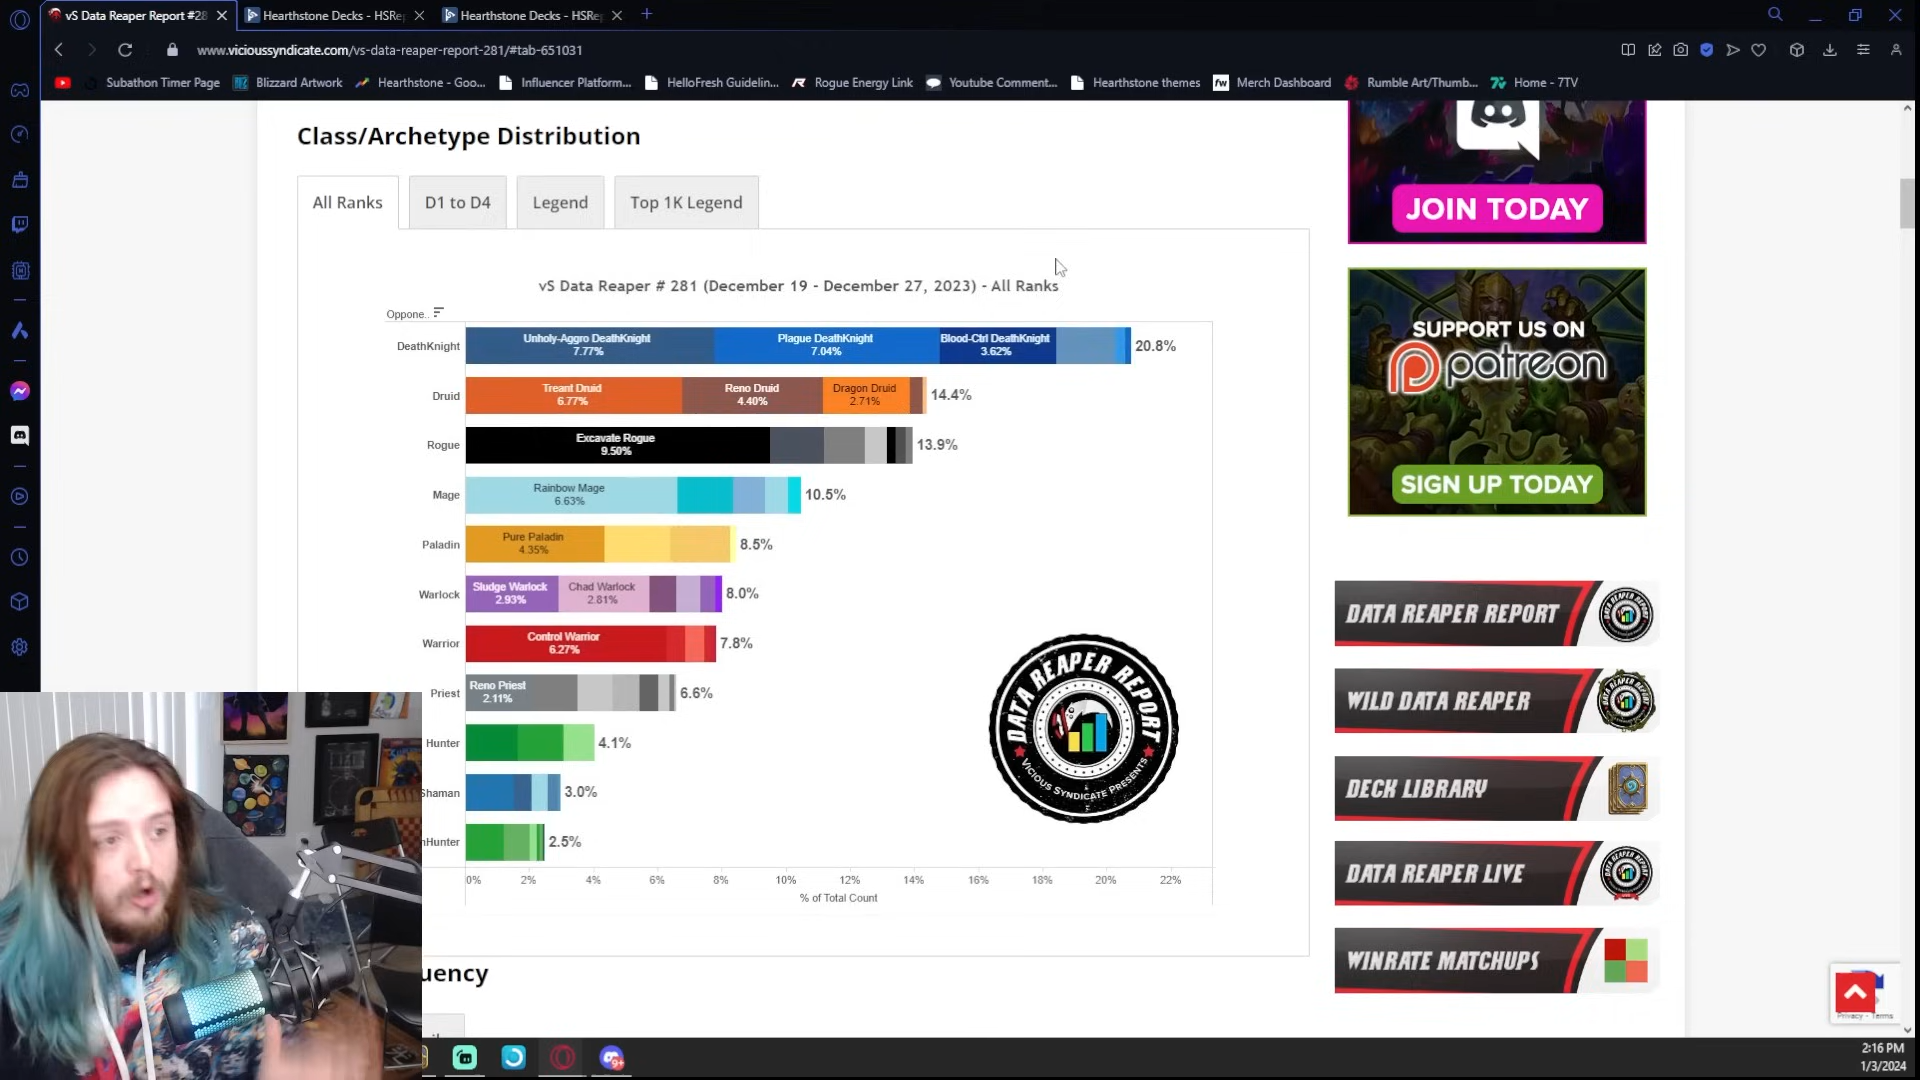 vS Data Reaper Report #28
Hearthstone Decks - HSRe
Hearthstone Decks - HSRe
www.vicioussyndicate.com/vs-data-reaper-report-281/#tab-651031
Subathon Timer Page
Blizzard Artwork
Hearthstone - Goo...
Influencer Platform...
HelloFresh Guidelin...
Rogue Energy Link
Youtube Comment...
Hearthstone themes
fw Merch Dashboard
Rumble Art/Thumb...
Home - 7TV
Class/Archetype Distribution
All Ranks
D1 to D4
Legend
Top 1K Legend
vS Data Reaper # 281 (December 19 - December 27, 2023) - All Ranks
Oppone..
DeathKnight
Unholy-Aggro DeathKnight
7.77%
Plague DeathKnight
7.04%
Blood-Ctrl DeathKnight
3.62%
20.8%
Druid
Treant Druid
6.77%
Reno Druid
4.40%
Dragon Druid
2.71%
14.4%
Rogue
Excavate Rogue
9.50%
13.9%
Mage
Rainbow Mage
6.63%
10.5%
Paladin
Pure Paladin
4.35%
8.5%
Warlock
Sludge Warlock
2.93%
Chad Warlock
2.81%
8.0%
Warrior
Control Warrior
6.27%
7.8%
Priest
Reno Priest
2.11%
6.6%
Hunter
4.1%
Shaman
3.0%
nHunter
2.5%
0% 2% 4% 6% 8% 10% 12% 14% 16% 18% 20% 22%
% of Total Count
DATA REAPER REPORT
VICIOUS SYNDICATE PRESENTS
uency
JOIN TODAY
SUPPORT US ON
patreon
SIGN UP TODAY
DATA REAPER REPORT
WILD DATA REAPER
DECK LIBRARY
DATA REAPER LIVE
WINRATE MATCHUPS
Privacy - Terms
9+
2:16 PM
1/3/2024